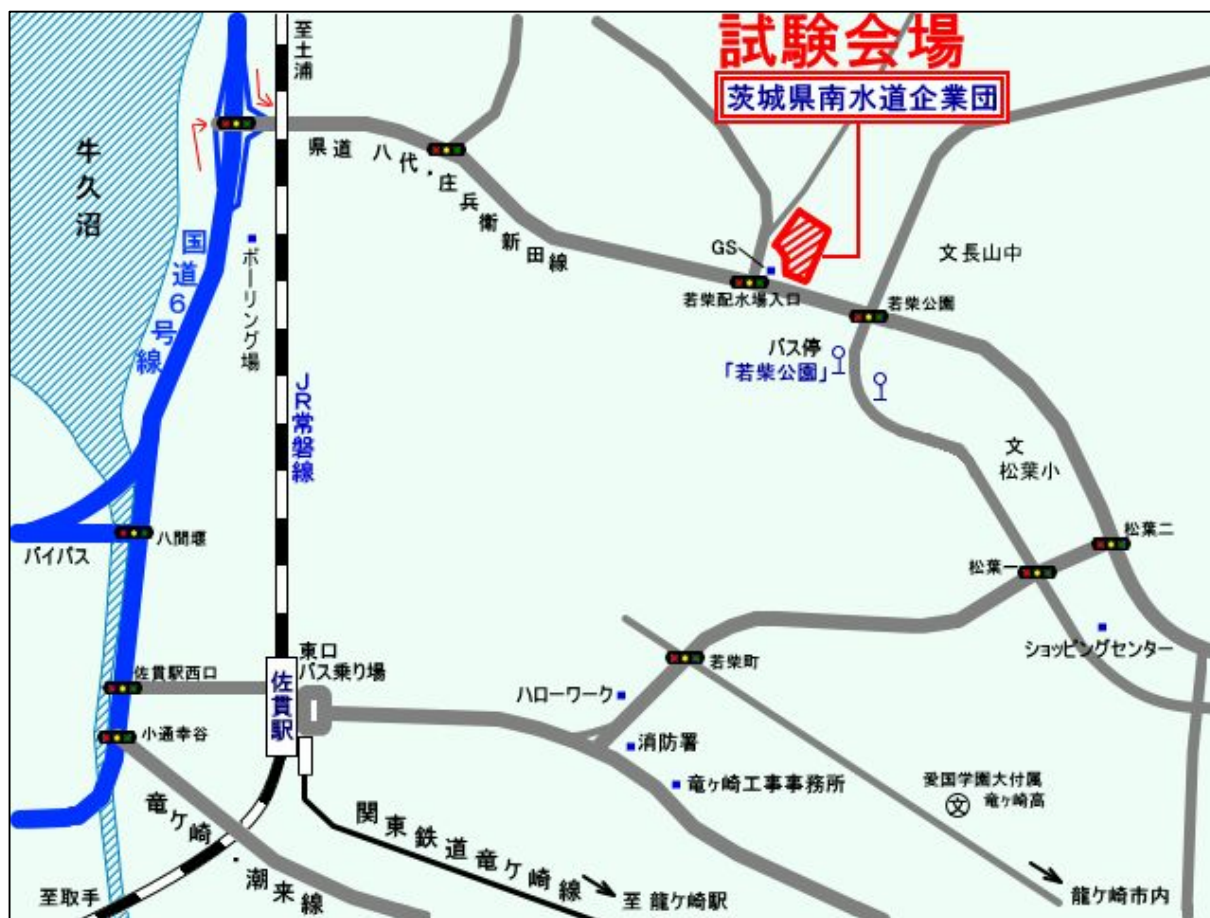 試験会場
茨城県南水道企業団
至土浦
牛久沼
県道 八代・庄兵衛新田線
国道6号線
ボーリング場
GS
文長山中
若柴配水場入口
若柴公園
バス停
「若柴公園」
JR常磐線
文
松葉小
バイパス
八間堰
松葉二
松葉一
ショッピングセンター
東口
バス乗り場
佐貫駅西口
佐貫駅
若柴町
ハローワーク
小通幸谷
消防署
竜ヶ崎工事事務所
愛国学園大付属
文 竜ヶ崎高
竜ケ崎・潮来線
関東鉄道竜ケ崎線
至取手
至 龍ケ崎駅
龍ケ崎市内